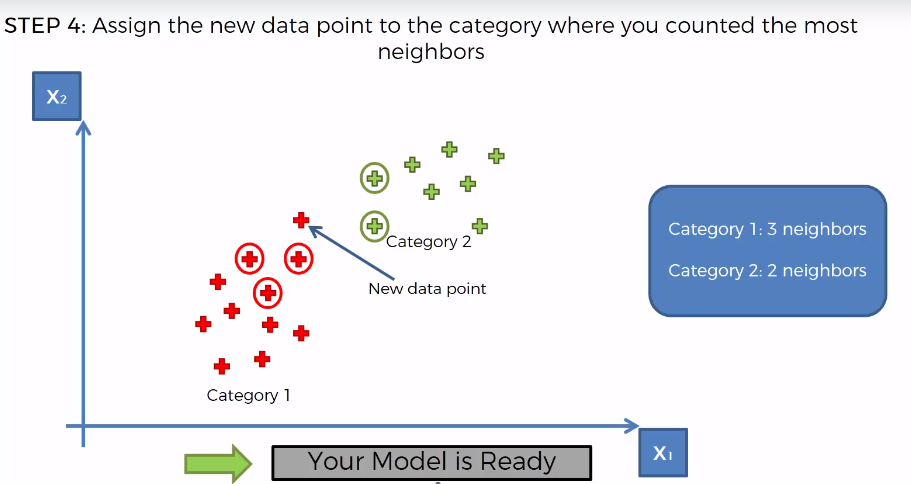 STEP 4: Assign the new data point to the category where you counted the most
neighbors
X2
Category 2
New data point
Category 1: 3 neighbors
Category 2: 2 neighbors
Category 1
Your Model is Ready
X1